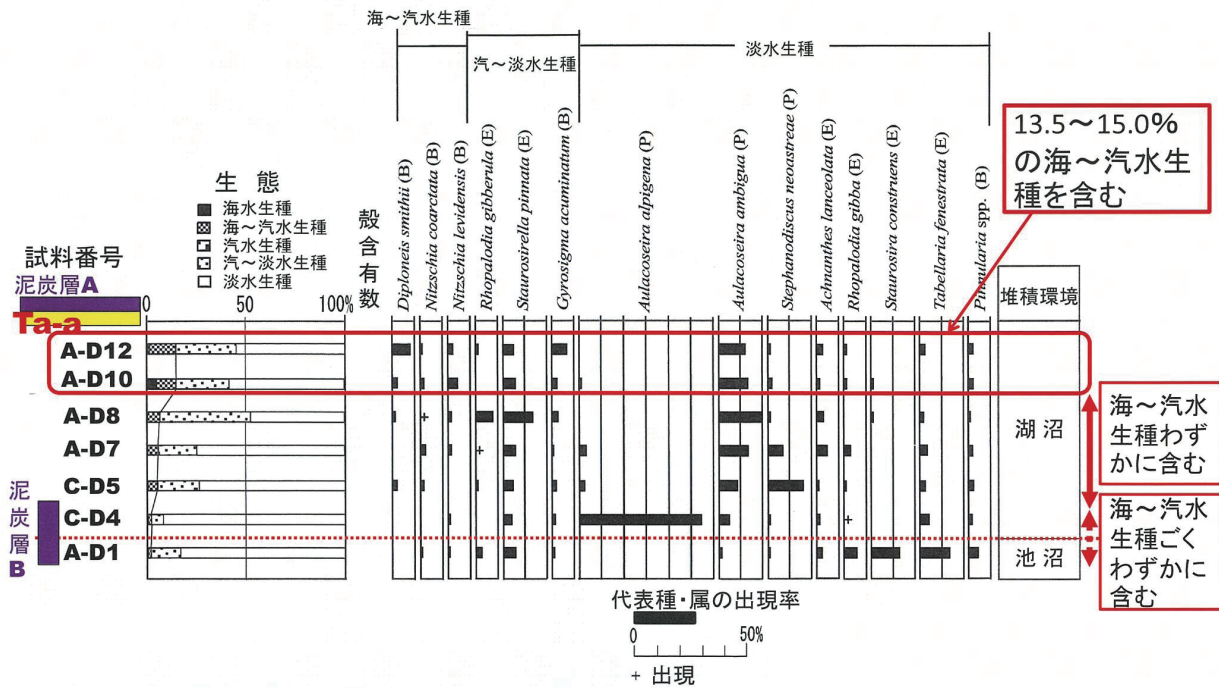 海～汽水生種
汽～淡水生種
淡水生種
Diploneis smithii (B)
Nitzschia coarctata (B)
Nitzschia levidensis (B)
Rhopalodia gibberula (E)
Staurosirella pinnata (E)
Gyrosigma acuminatum (B)
Aulacoseira alpigena (P)
Aulacoseira ambigua (P)
Stephanodiscus neoastreae (P)
Achnanthes lanceolata (E)
Rhopalodia gibba (E)
Staurosira construens (E)
Tabellaria fenestrata (E)
Pinnularia spp. (B)
13.5～15.0%
の海～汽水生
種を含む
生 態
海水生種
海～汽水生種
汽水生種
汽～淡水生種
淡水生種
殻含有数
試料番号
泥炭層A
0 50 100%
堆積環境
Ta-a
A-D12
A-D10
A-D8
+
A-D7
+
C-D5
C-D4
+
A-D1
泥炭層B
湖 沼
池 沼
海～汽水
生種わず
かに含む
海～汽水
生種ごく
わずかに
含む
代表種・属の出現率
0 50%
+ 出現